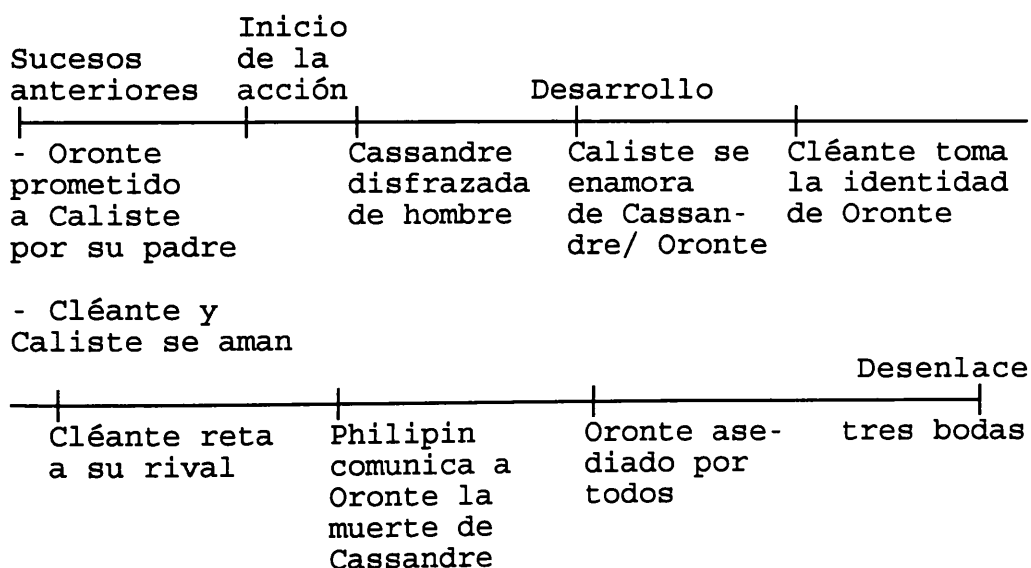 Sucesos
anteriores
Inicio
de la
acción
Desarrollo
- Oronte
prometido
a Caliste
por su padre
- Cléante y
Caliste se aman
Cassandre
disfrazada
de hombre
Caliste se
enamora
de Cassan-
dre/ Oronte
Cléante toma
la identidad
de Oronte
Desenlace
Cléante reta
a su rival
Philipin
comunica a
Oronte la
muerte de
Cassandre
Oronte ase-
diado por
todos
tres bodas